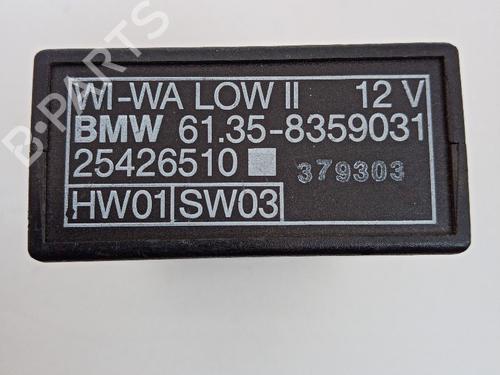 WI-WA LOW II 12 V
BMW 61.35-8359031
25426510 379303
HW01 SW03
B-PARTS